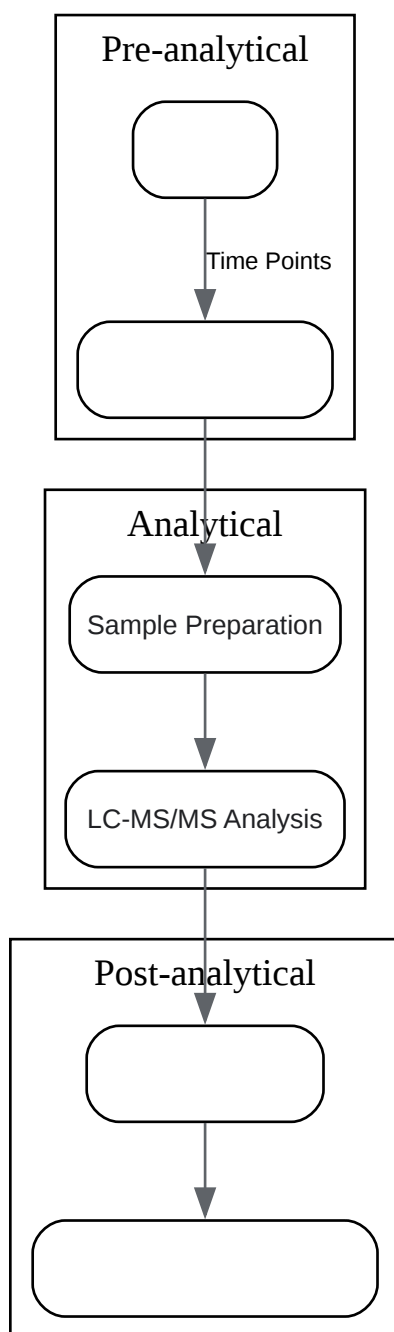 Pre-analytical
Time Points
Analytical
Sample Preparation
LC-MS/MS Analysis
Post-analytical